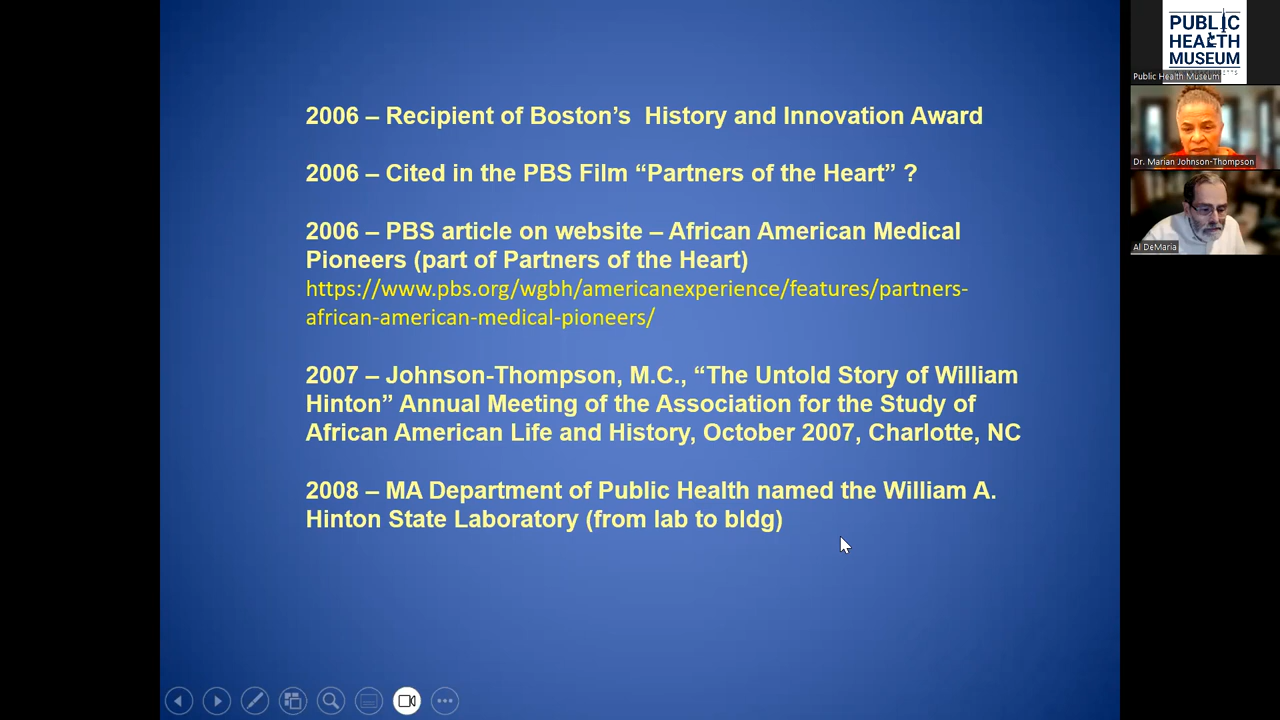 2006 – Recipient of Boston’s  History and Innovation Award
2006 – Cited in the PBS Film “Partners of the Heart” ?
2006 – PBS article on website – African American Medical
Pioneers (part of Partners of the Heart)
https://www.pbs.org/wgbh/americanexperience/features/partners-
african-american-medical-pioneers/
2007 – Johnson-Thompson, M.C., “The Untold Story of William
Hinton” Annual Meeting of the Association for the Study of
African American Life and History, October 2007, Charlotte, NC
2008 – MA Department of Public Health named the William A.
Hinton State Laboratory (from lab to bldg)
PUBLIC
HEALTH
MUSEUM
Public Health Museum
Dr. Marian Johnson-Thompson
Al DeMaria